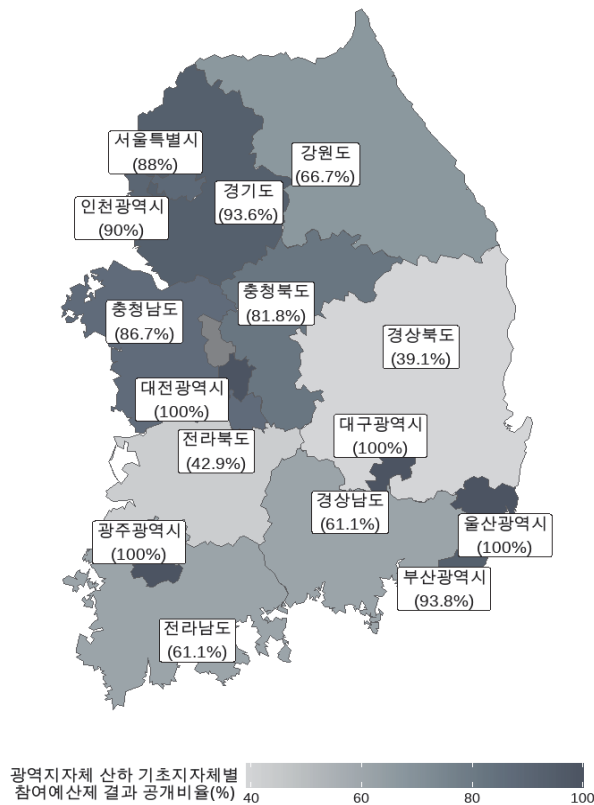 서울특별시
(88%)
강원도
(66.7%)
경기도
(93.6%)
인천광역시
(90%)
충청북도
(81.8%)
충청남도
(86.7%)
경상북도
(39.1%)
대전광역시
(100%)
대구광역시
(100%)
전라북도
(42.9%)
경상남도
(61.1%)
광주광역시
(100%)
울산광역시
(100%)
부산광역시
(93.8%)
전라남도
(61.1%)
광역지자체 산하 기초지자체별
참여예산제 결과 공개비율(%)
40 60 80 100